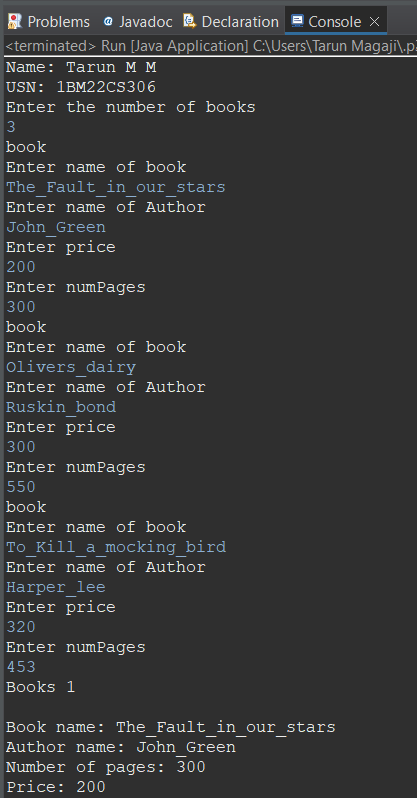 Problems Javadoc Declaration Console
<terminated> Run [Java Application] C:\Users\Tarun Magaji\.p
Name: Tarun M M
USN: 1BM22CS306
Enter the number of books
3
book
Enter name of book
The_Fault_in_our_stars
Enter name of Author
John_Green
Enter price
200
Enter numPages
300
book
Enter name of book
Olivers_dairy
Enter name of Author
Ruskin_bond
Enter price
300
Enter numPages
550
book
Enter name of book
To_Kill_a_mocking_bird
Enter name of Author
Harper_lee
Enter price
320
Enter numPages
453
Books 1
Book name: The_Fault_in_our_stars
Author name: John_Green
Number of pages: 300
Price: 200